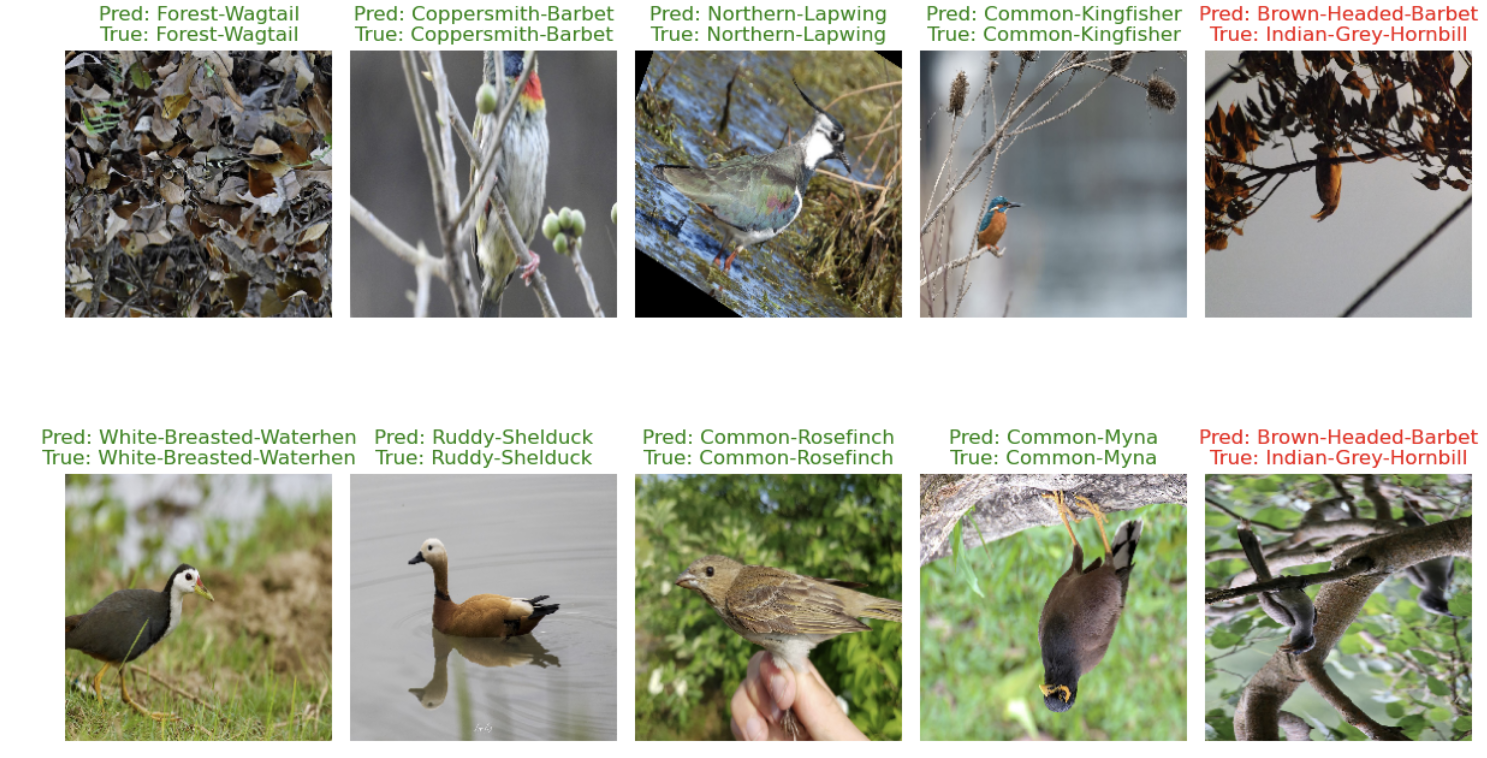 Pred: Forest-Wagtail
True: Forest-Wagtail
Pred: Coppersmith-Barbet
True: Coppersmith-Barbet
Pred: Northern-Lapwing
True: Northern-Lapwing
Pred: Common-Kingfisher
True: Common-Kingfisher
Pred: Brown-Headed-Barbet
True: Indian-Grey-Hornbill
Pred: White-Breasted-Waterhen
True: White-Breasted-Waterhen
Pred: Ruddy-Shelduck
True: Ruddy-Shelduck
Pred: Common-Rosefinch
True: Common-Rosefinch
Pred: Common-Myna
True: Common-Myna
Pred: Brown-Headed-Barbet
True: Indian-Grey-Hornbill